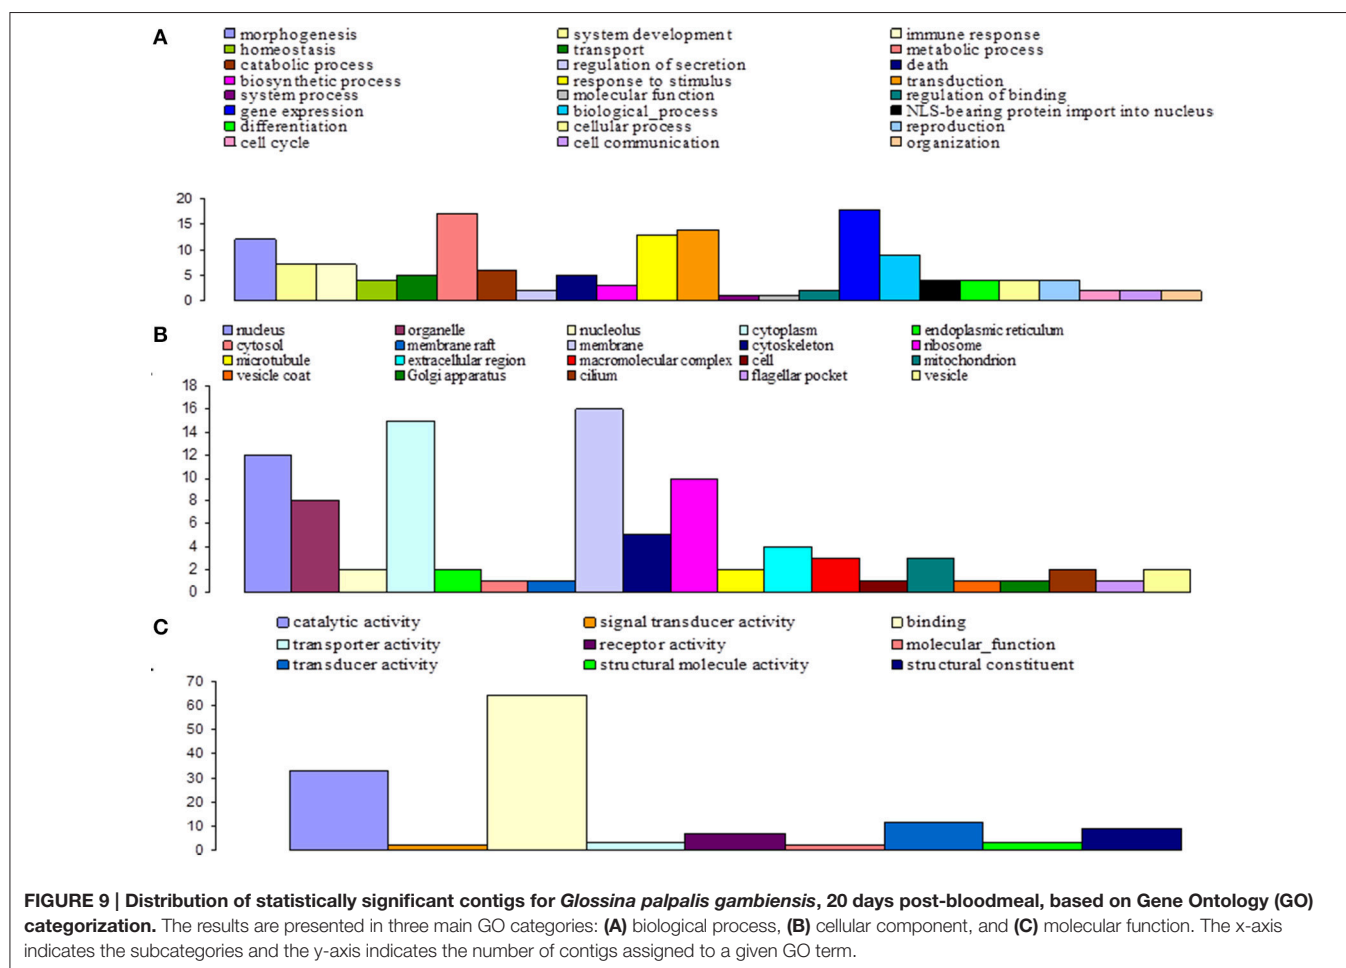 A
morphogenesis system development immune response
homeostasis transport metabolic process
catabolic process regulation of secretion death
biosynthetic process response to stimulus transduction
system process molecular function regulation of binding
gene expression biological_process NLS-bearing protein import into nucleus
differentiation cellular process reproduction
cell cycle cell communication organization
20
15
10
5
0
B
nucleus organelle nucleolus cytoplasm endoplasmic reticulum
cytosol membrane raft membrane cytoskeleton ribosome
microtubule extracellular region macromolecular complex cell mitochondrion
vesicle coat Golgi apparatus cilium flagellar pocket vesicle
18
16
14
12
10
8
6
4
2
0
C
catalytic activity signal transducer activity binding
transporter activity receptor activity molecular_function
transducer activity structural molecule activity structural constituent
70
60
50
40
30
20
10
0
FIGURE 9 | Distribution of statistically significant contigs for Glossina palpalis gambiensis, 20 days post-bloodmeal, based on Gene Ontology (GO)
categorization. The results are presented in three main GO categories: (A) biological process, (B) cellular component, and (C) molecular function. The x-axis
indicates the subcategories and the y-axis indicates the number of contigs assigned to a given GO term.